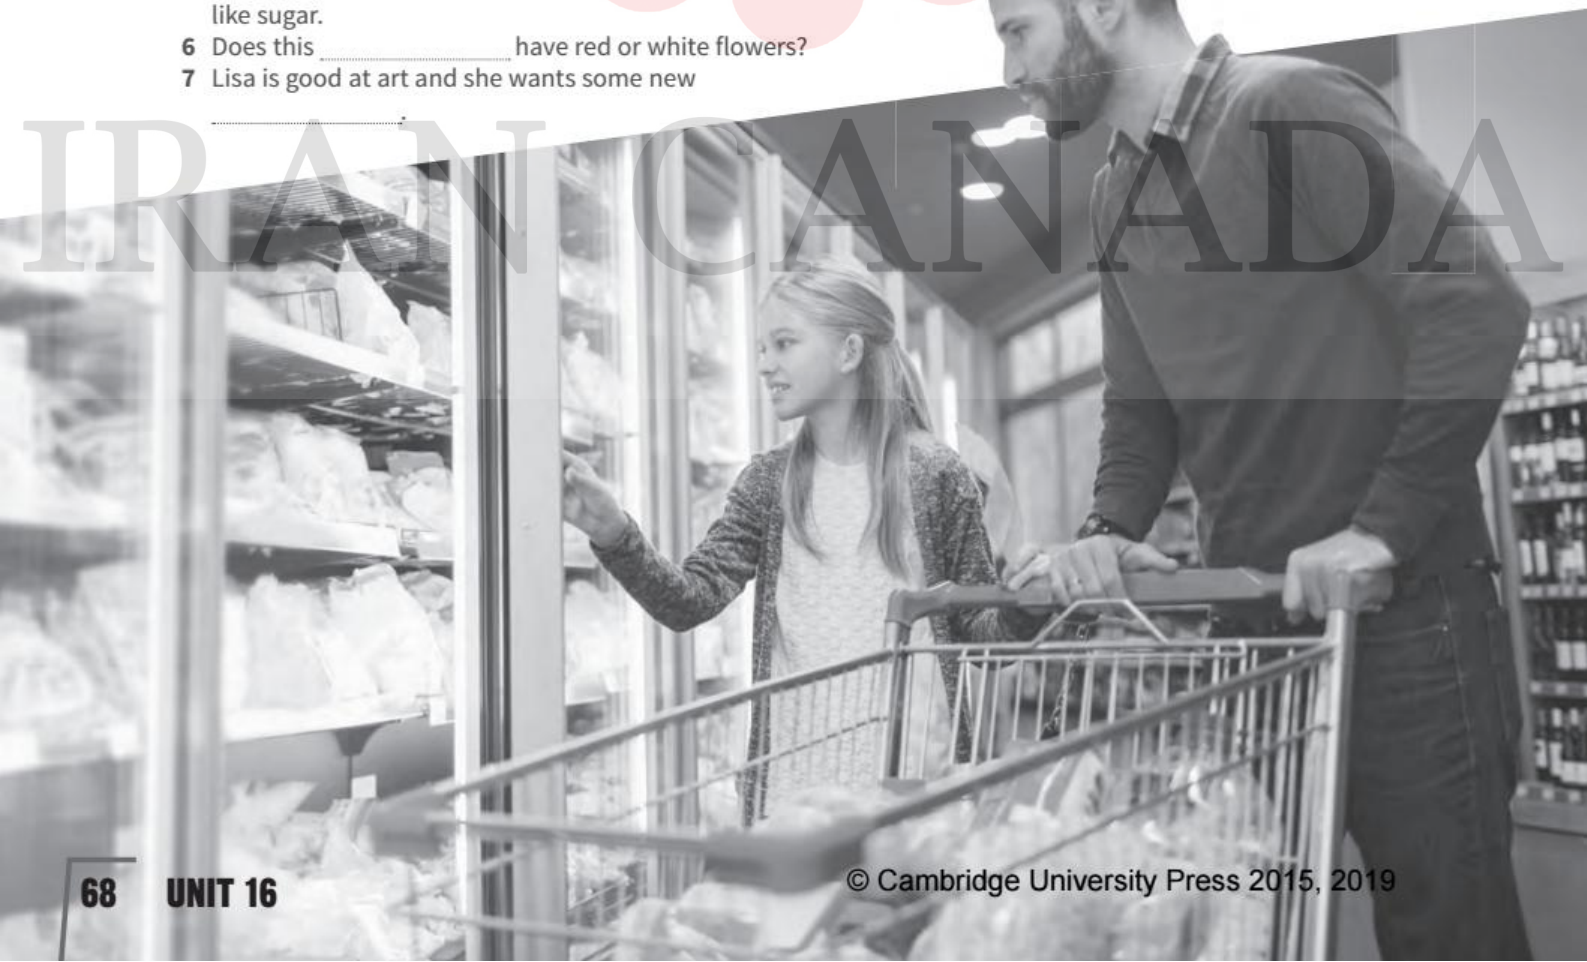 like sugar.
6 Does this ............................ have red or white flowers?
7 Lisa is good at art and she wants some new
............................ .
IRAN CANADA
68 UNIT 16
© Cambridge University Press 2015, 2019